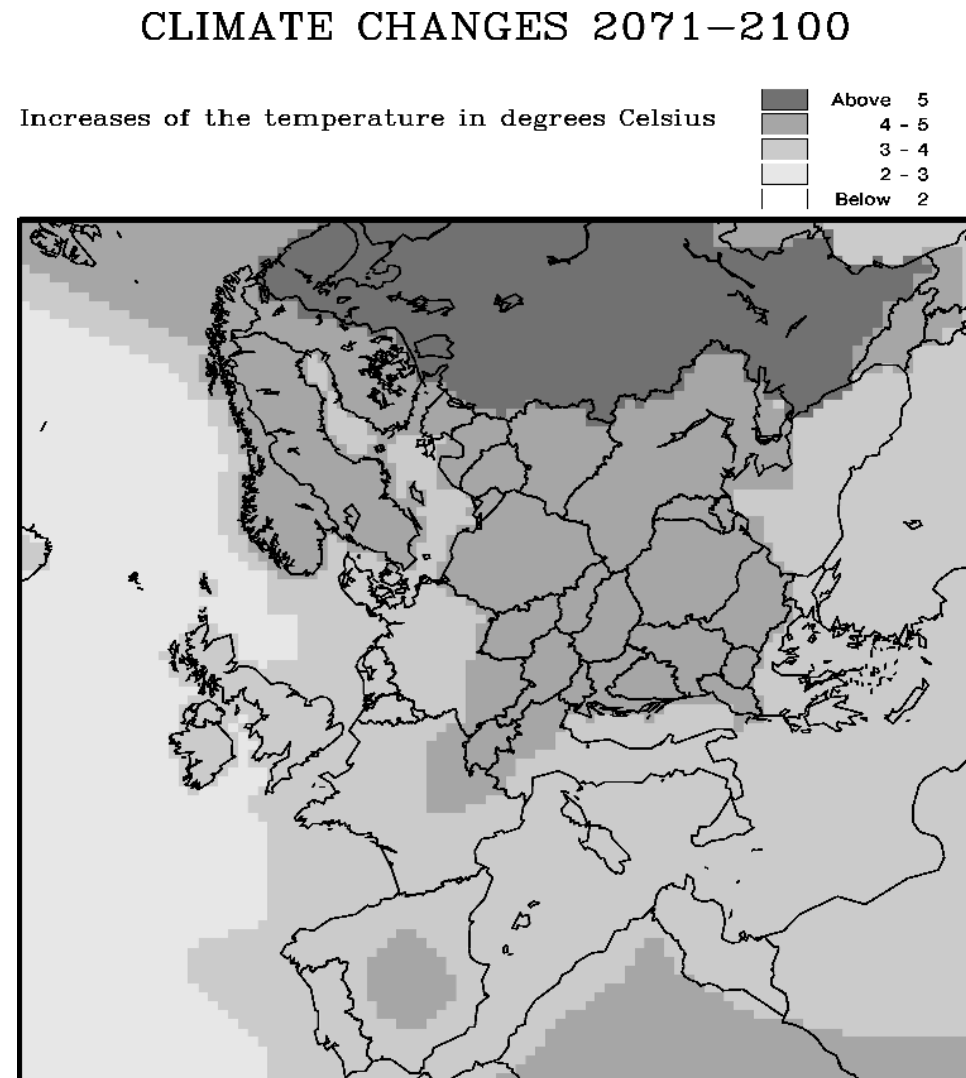 CLIMATE CHANGES 2071-2100
Increases of the temperature in degrees Celsius
Above 5
4 - 5
3 - 4
2 - 3
Below 2